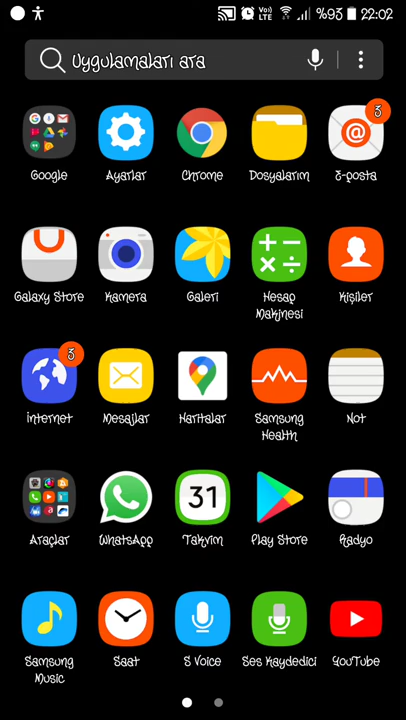 VoJ) LTE %93 22:02
Uygulamaları ara
3
Google Ayarlar Chrome Dosyalarım E-posta
Galaxy Store Kamera Galeri Hesap Makinesi Kişiler
3
İnternet Mesajlar Haritalar Samsung Health Not
31
Araçlar WhatsApp Takvim Play Store Radyo
Samsung Music Saat S Voice Ses Kaydedici YouTube